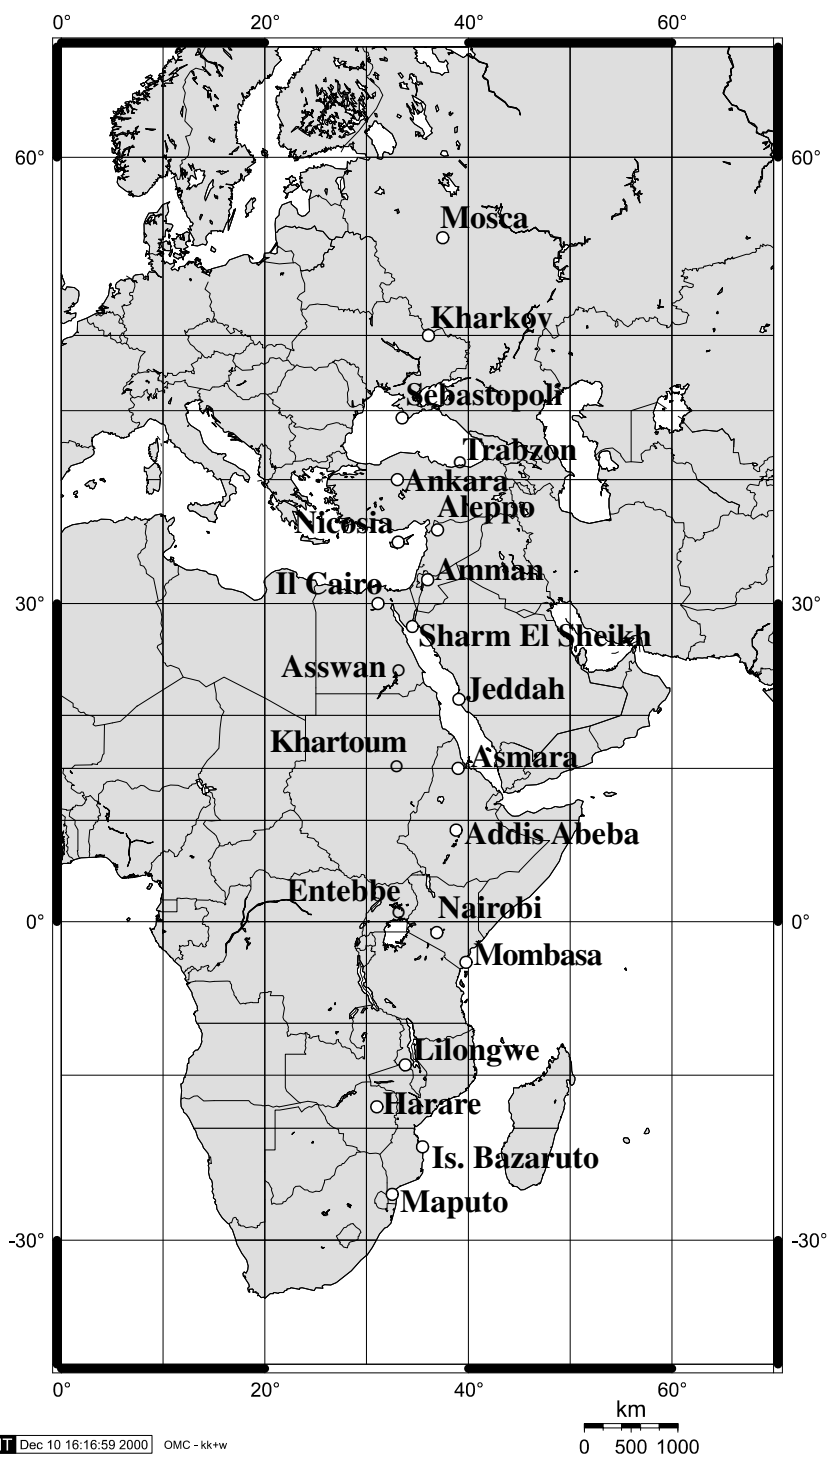 0° 20° 40° 60°
60° 60°
Mosca
Kharkov
Sebastopoli
Trabzon
Ankara
Aleppo
Nicosia
Amman
Il Cairo
30° 30°
Sharm El Sheikh
Asswan
Jeddah
Khartoum
Asmara
Addis Abeba
Entebbe
Nairobi
0° 0°
Mombasa
Lilongwe
Harare
Is. Bazaruto
Maputo
-30° -30°
0° 20° 40° 60°
km
0 500 1000
T Dec 10 16:16:59 2000 OMC - kk+w